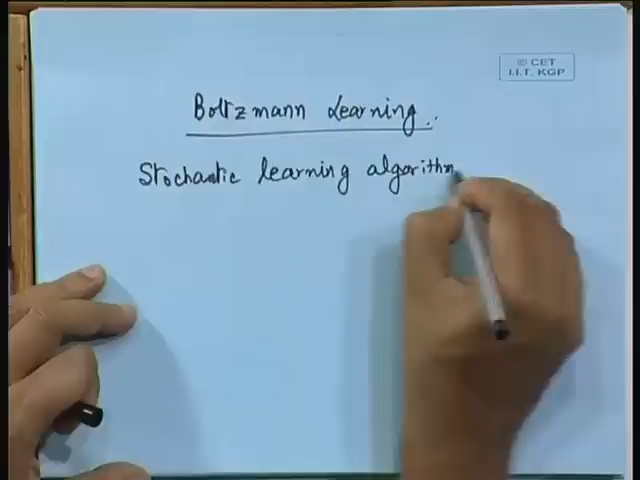 © CET
I.I.T. KGP
Boltzmann Learning..
Stochastic learning algorithm